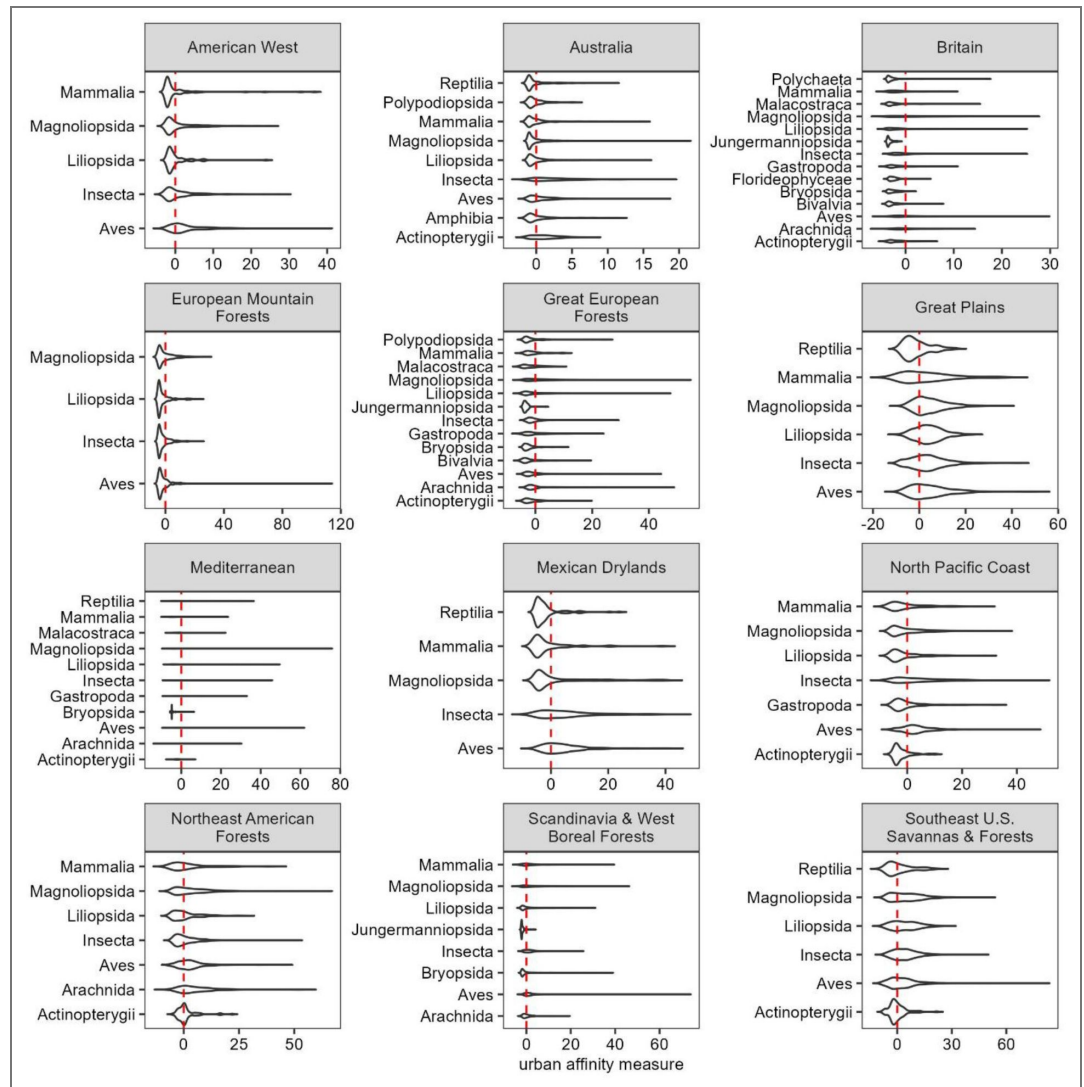 American West
Mammalia
Magnoliopsida
Liliopsida
Insecta
Aves
0 10 20 30 40
Australia
Reptilia
Polypodiopsida
Mammalia
Magnoliopsida
Liliopsida
Insecta
Aves
Amphibia
Actinopterygii
0 5 10 15 20
Britain
Polychaeta
Mammalia
Malacostraca
Magnoliopsida
Liliopsida
Jungermanniopsida
Insecta
Gastropoda
Florideophyceae
Bryopsida
Bivalvia
Aves
Arachnida
Actinopterygii
0 10 20 30
European Mountain
Forests
Magnoliopsida
Liliopsida
Insecta
Aves
0 40 80 120
Great European
Forests
Polypodiopsida
Mammalia
Malacostraca
Magnoliopsida
Liliopsida
Jungermanniopsida
Insecta
Gastropoda
Bryopsida
Bivalvia
Aves
Arachnida
Actinopterygii
0 20 40
Great Plains
Reptilia
Mammalia
Magnoliopsida
Liliopsida
Insecta
Aves
-20 0 20 40 60
Mediterranean
Reptilia
Mammalia
Malacostraca
Magnoliopsida
Liliopsida
Insecta
Gastropoda
Bryopsida
Aves
Arachnida
Actinopterygii
0 20 40 60 80
Mexican Drylands
Reptilia
Mammalia
Magnoliopsida
Insecta
Aves
0 20 40
North Pacific Coast
Mammalia
Magnoliopsida
Liliopsida
Insecta
Gastropoda
Aves
Actinopterygii
0 20 40
Northeast American
Forests
Mammalia
Magnoliopsida
Liliopsida
Insecta
Aves
Arachnida
Actinopterygii
0 25 50
Scandinavia & West
Boreal Forests
Mammalia
Magnoliopsida
Liliopsida
Jungermanniopsida
Insecta
Bryopsida
Aves
Arachnida
0 20 40 60
urban affinity measure
Southeast U.S.
Savannas & Forests
Reptilia
Magnoliopsida
Liliopsida
Insecta
Aves
Actinopterygii
0 30 60